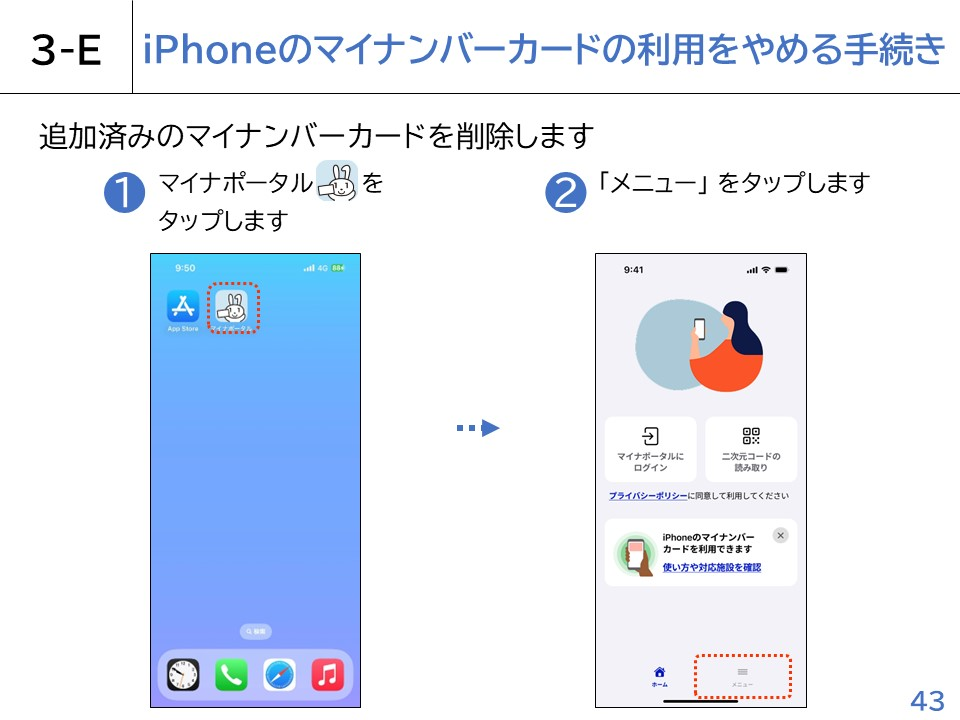 3-E
iPhoneのマイナンバーカードの利用をやめる手続き
追加済みのマイナンバーカードを削除します
1
マイナポータル を
タップします
2
「メニュー」をタップします
9:50
4G 88
App Store
マイナポータル
検索
9:41
マイナポータルに
ログイン
二次元コードの
読み取り
プライバシーポリシーに同意して利用してください
iPhoneのマイナンバー
カードを利用できます
使い方や対応施設を確認
ホーム
メニュー
43